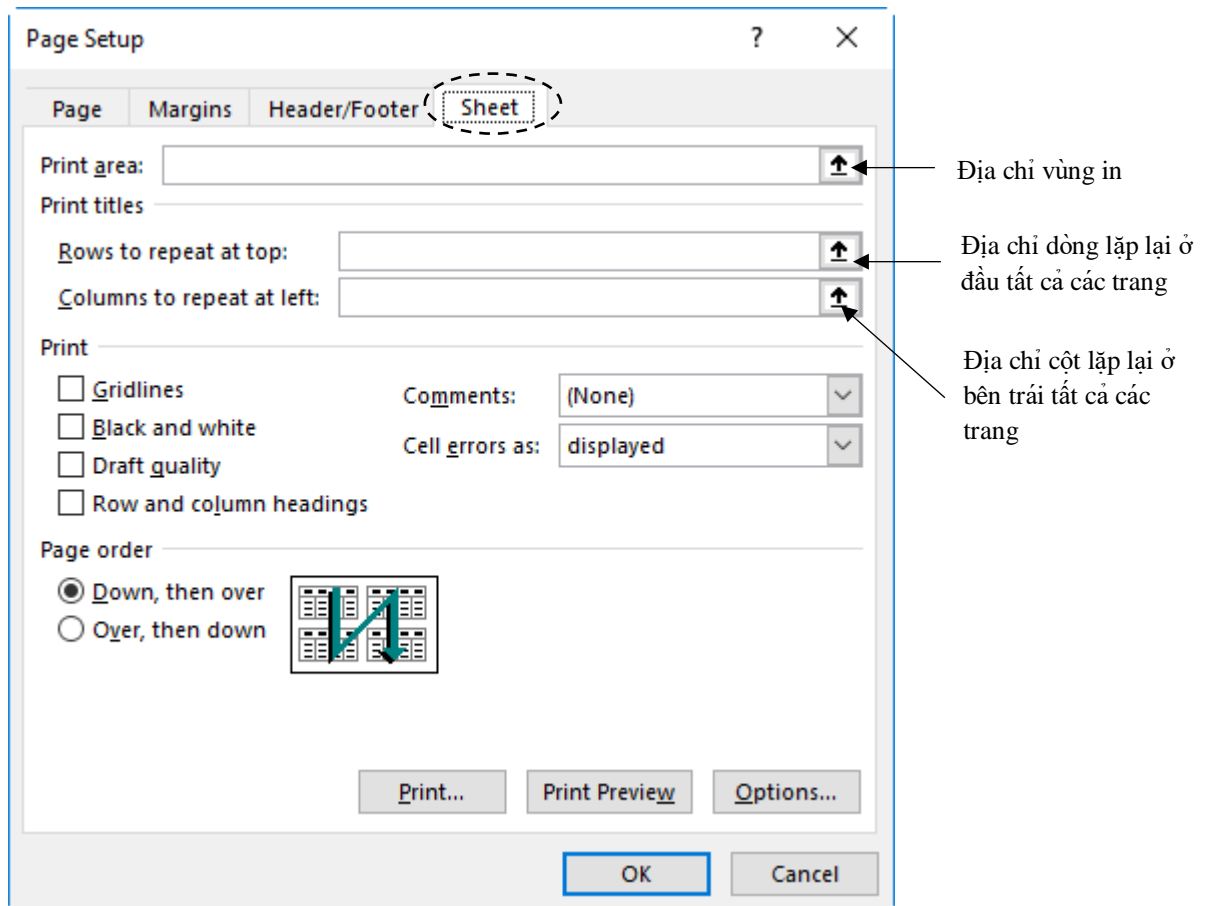 Page Setup
?
Page Margins Header/Footer Sheet
Print area:
Địa chỉ vùng in
Print titles
Rows to repeat at top:
Địa chỉ dòng lặp lại ở
đầu tất cả các trang
Columns to repeat at left:
Địa chỉ cột lặp lại ở
bên trái tất cả các
trang
Print
Gridlines
Black and white
Draft quality
Row and column headings
Comments: (None)
Cell errors as: displayed
Page order
Down, then over
Over, then down
Print... Print Preview Options...
OK Cancel